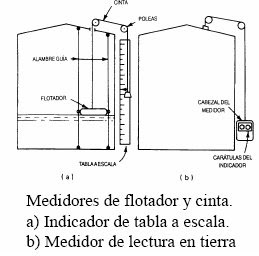 CINTA
POLEAS
ALAMBRE GUÍA
FLOTADOR
TABLA A ESCALA
(a)
CABEZAL DEL
MEDIDOR
CARÁTULAS DEL
INDICADOR
(b)
Medidores de flotador y cinta.
a) Indicador de tabla a escala.
b) Medidor de lectura en tierra